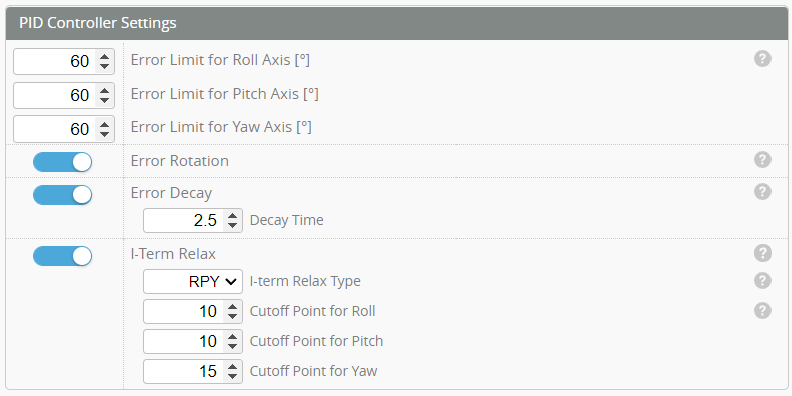 PID Controller Settings
60 Error Limit for Roll Axis [°] ?
60 Error Limit for Pitch Axis [°]
60 Error Limit for Yaw Axis [°]
Error Rotation ?
Error Decay ?
2.5 Decay Time
I-Term Relax ?
RPY I-term Relax Type ?
10 Cutoff Point for Roll ?
10 Cutoff Point for Pitch
15 Cutoff Point for Yaw